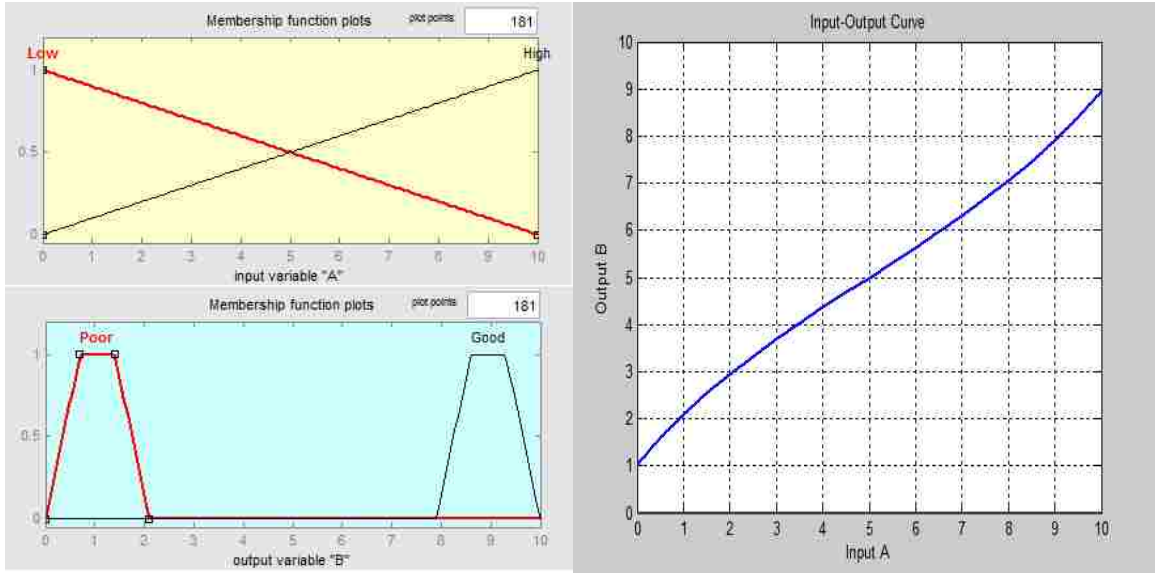 Membership function plots plot points: 181
Low High
1
0.5
0
0 1 2 3 4 5 6 7 8 9 10
input variable "A"
Membership function plots plot points: 181
Poor Good
1
0.5
0
0 1 2 3 4 5 6 7 8 9 10
output variable "B"
Input-Output Curve
10
9
8
7
6
5
4
3
2
1
0
Output B
0 1 2 3 4 5 6 7 8 9 10
Input A